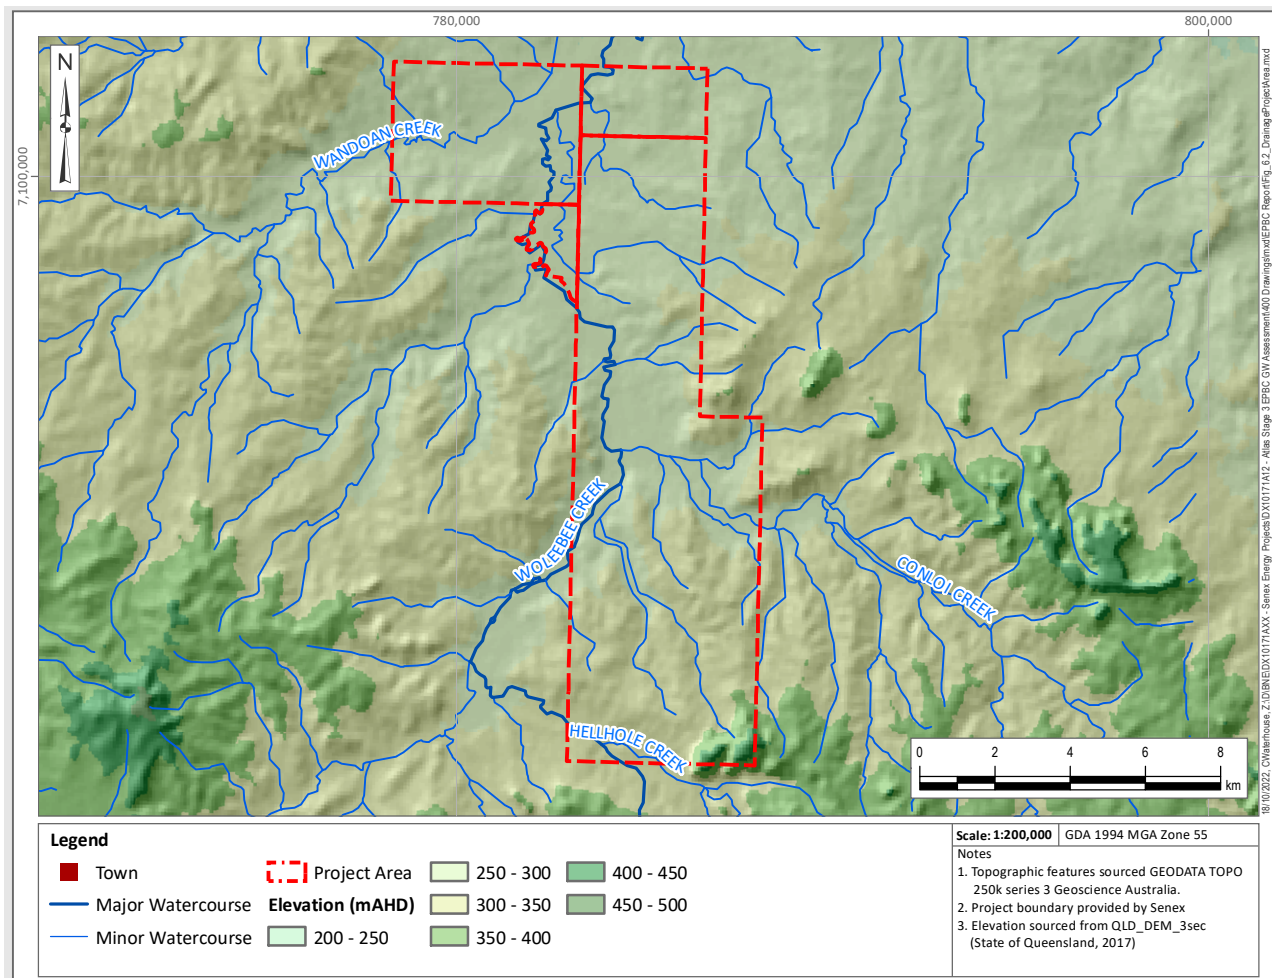 780,000
800,000
7,100,000
N
WANDOAN CREEK
WOLEEBEE CREEK
CONLOI CREEK
HELLHOLE CREEK
0 2 4 6 8
km
Legend
Town
Major Watercourse
Minor Watercourse
Project Area
Elevation (mAHD)
200 - 250
250 - 300
300 - 350
350 - 400
400 - 450
450 - 500
Scale: 1:200,000
GDA 1994 MGA Zone 55
Notes
1. Topographic features sourced GEODATA TOPO
250k series 3 Geoscience Australia.
2. Project boundary provided by Senex
3. Elevation sourced from QLD_DEM_3sec
(State of Queensland, 2017)